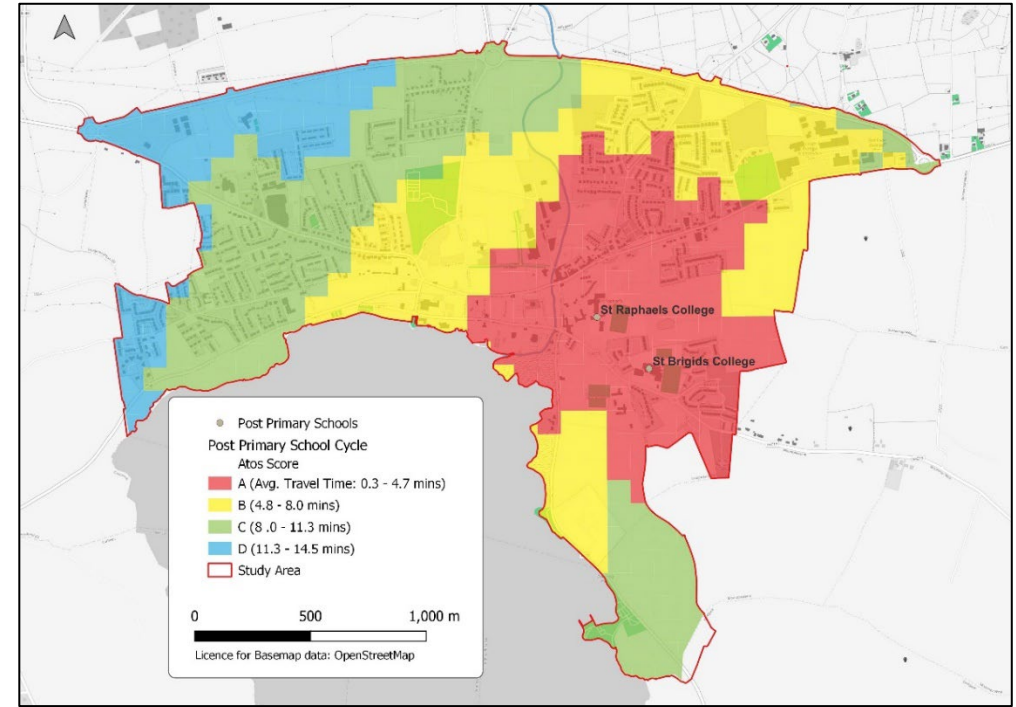 St Raphaels College
St Brigids College
Post Primary Schools
Post Primary School Cycle
Atos Score
A (Avg. Travel Time: 0.3 - 4.7 mins)
B (4.8 - 8.0 mins)
C (8 .0 - 11.3 mins)
D (11.3 - 14.5 mins)
Study Area
0 500 1,000 m
Licence for Basemap data: OpenStreetMap